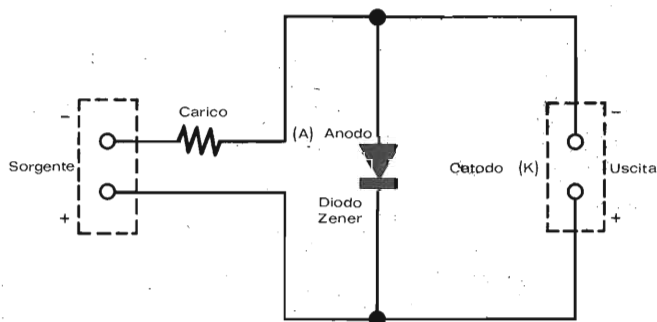 Carico
−
Sorgente
+
(A) Anodo
Diodo
Zener
Catodo (K)
−
Uscita
+